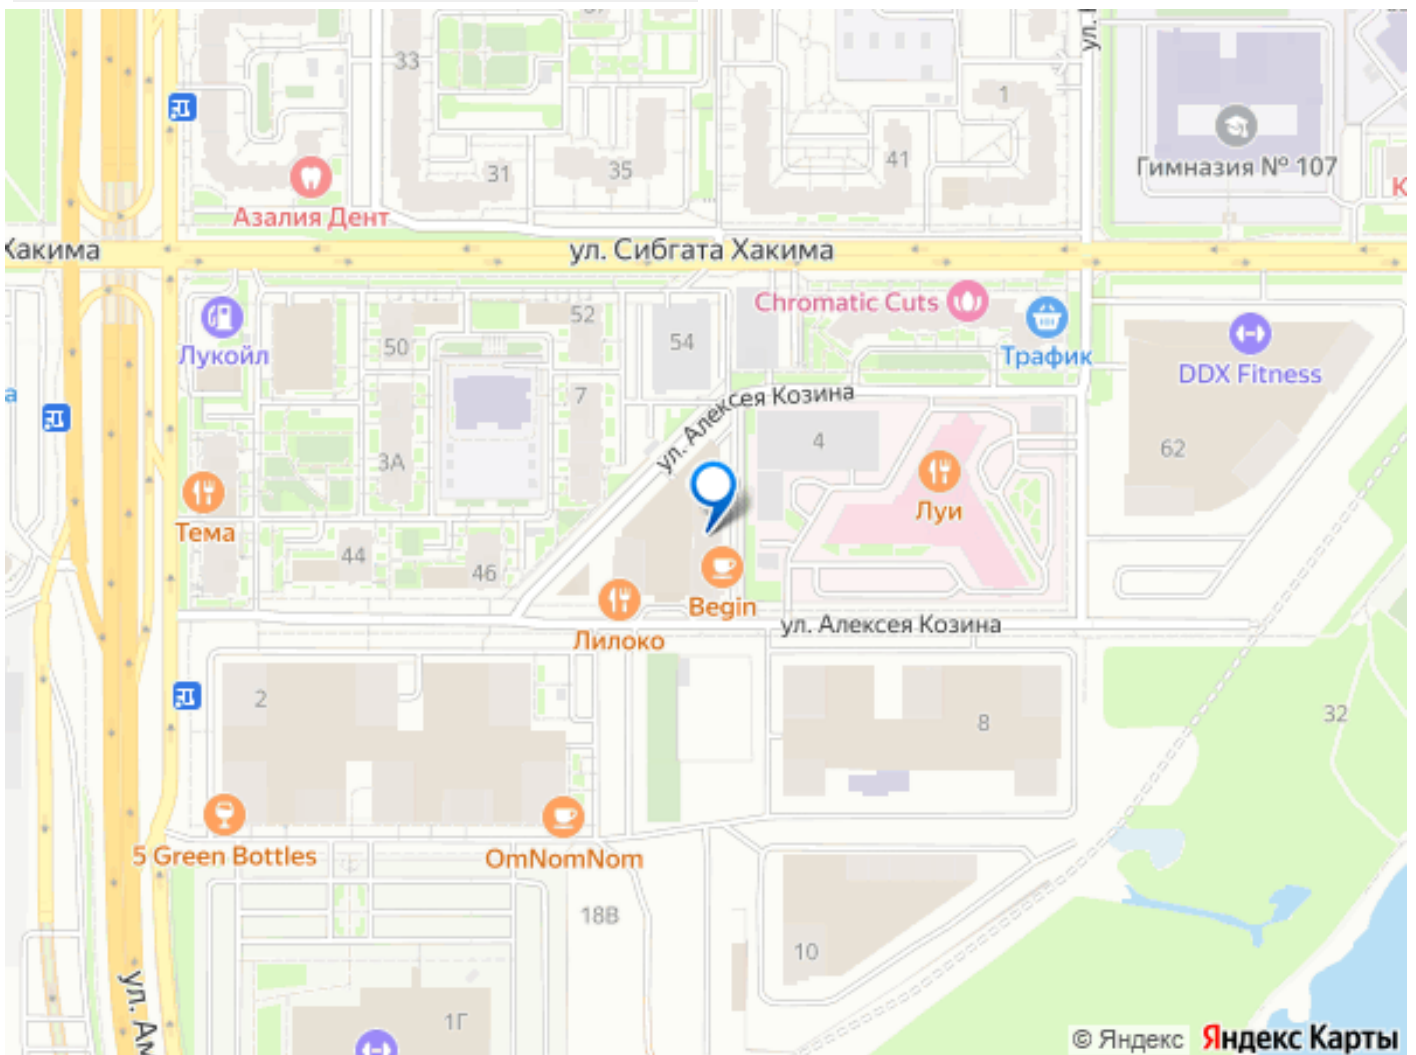 37
33
ул.
1
31
35
41
Гимназия № 107
К
Азалия Дент
Хакима
ул. Сибгата Хакима
Chromatic Cuts
52
Лукойл
50
54
Трафик
DDX Fitness
а
7
ул. Алексея Козина
4
3А
62
Луи
Тема
44
46
Begin
Лилоко
ул. Алексея Козина
2
8
32
5 Green Bottles
OmNomNom
18В
10
ул. Ам
1Г
© Яндекс Яндекс Карты